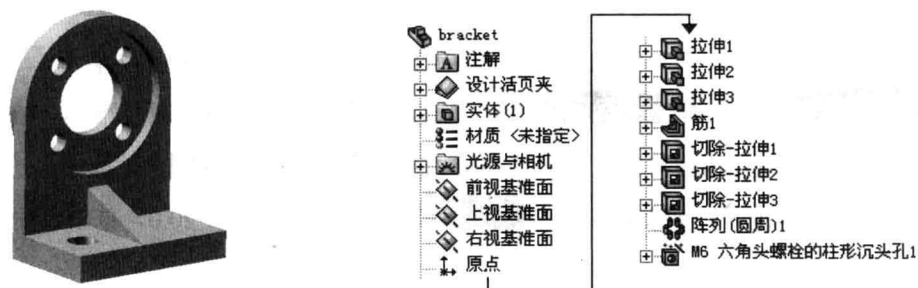 bracket
注解
设计活页夹
实体(1)
材质 <未指定>
光源与相机
前视基准面
上视基准面
右视基准面
原点
拉伸1
拉伸2
拉伸3
筋1
切除-拉伸1
切除-拉伸2
切除-拉伸3
阵列(圆周)1
M6 六角头螺栓的柱形沉头孔1